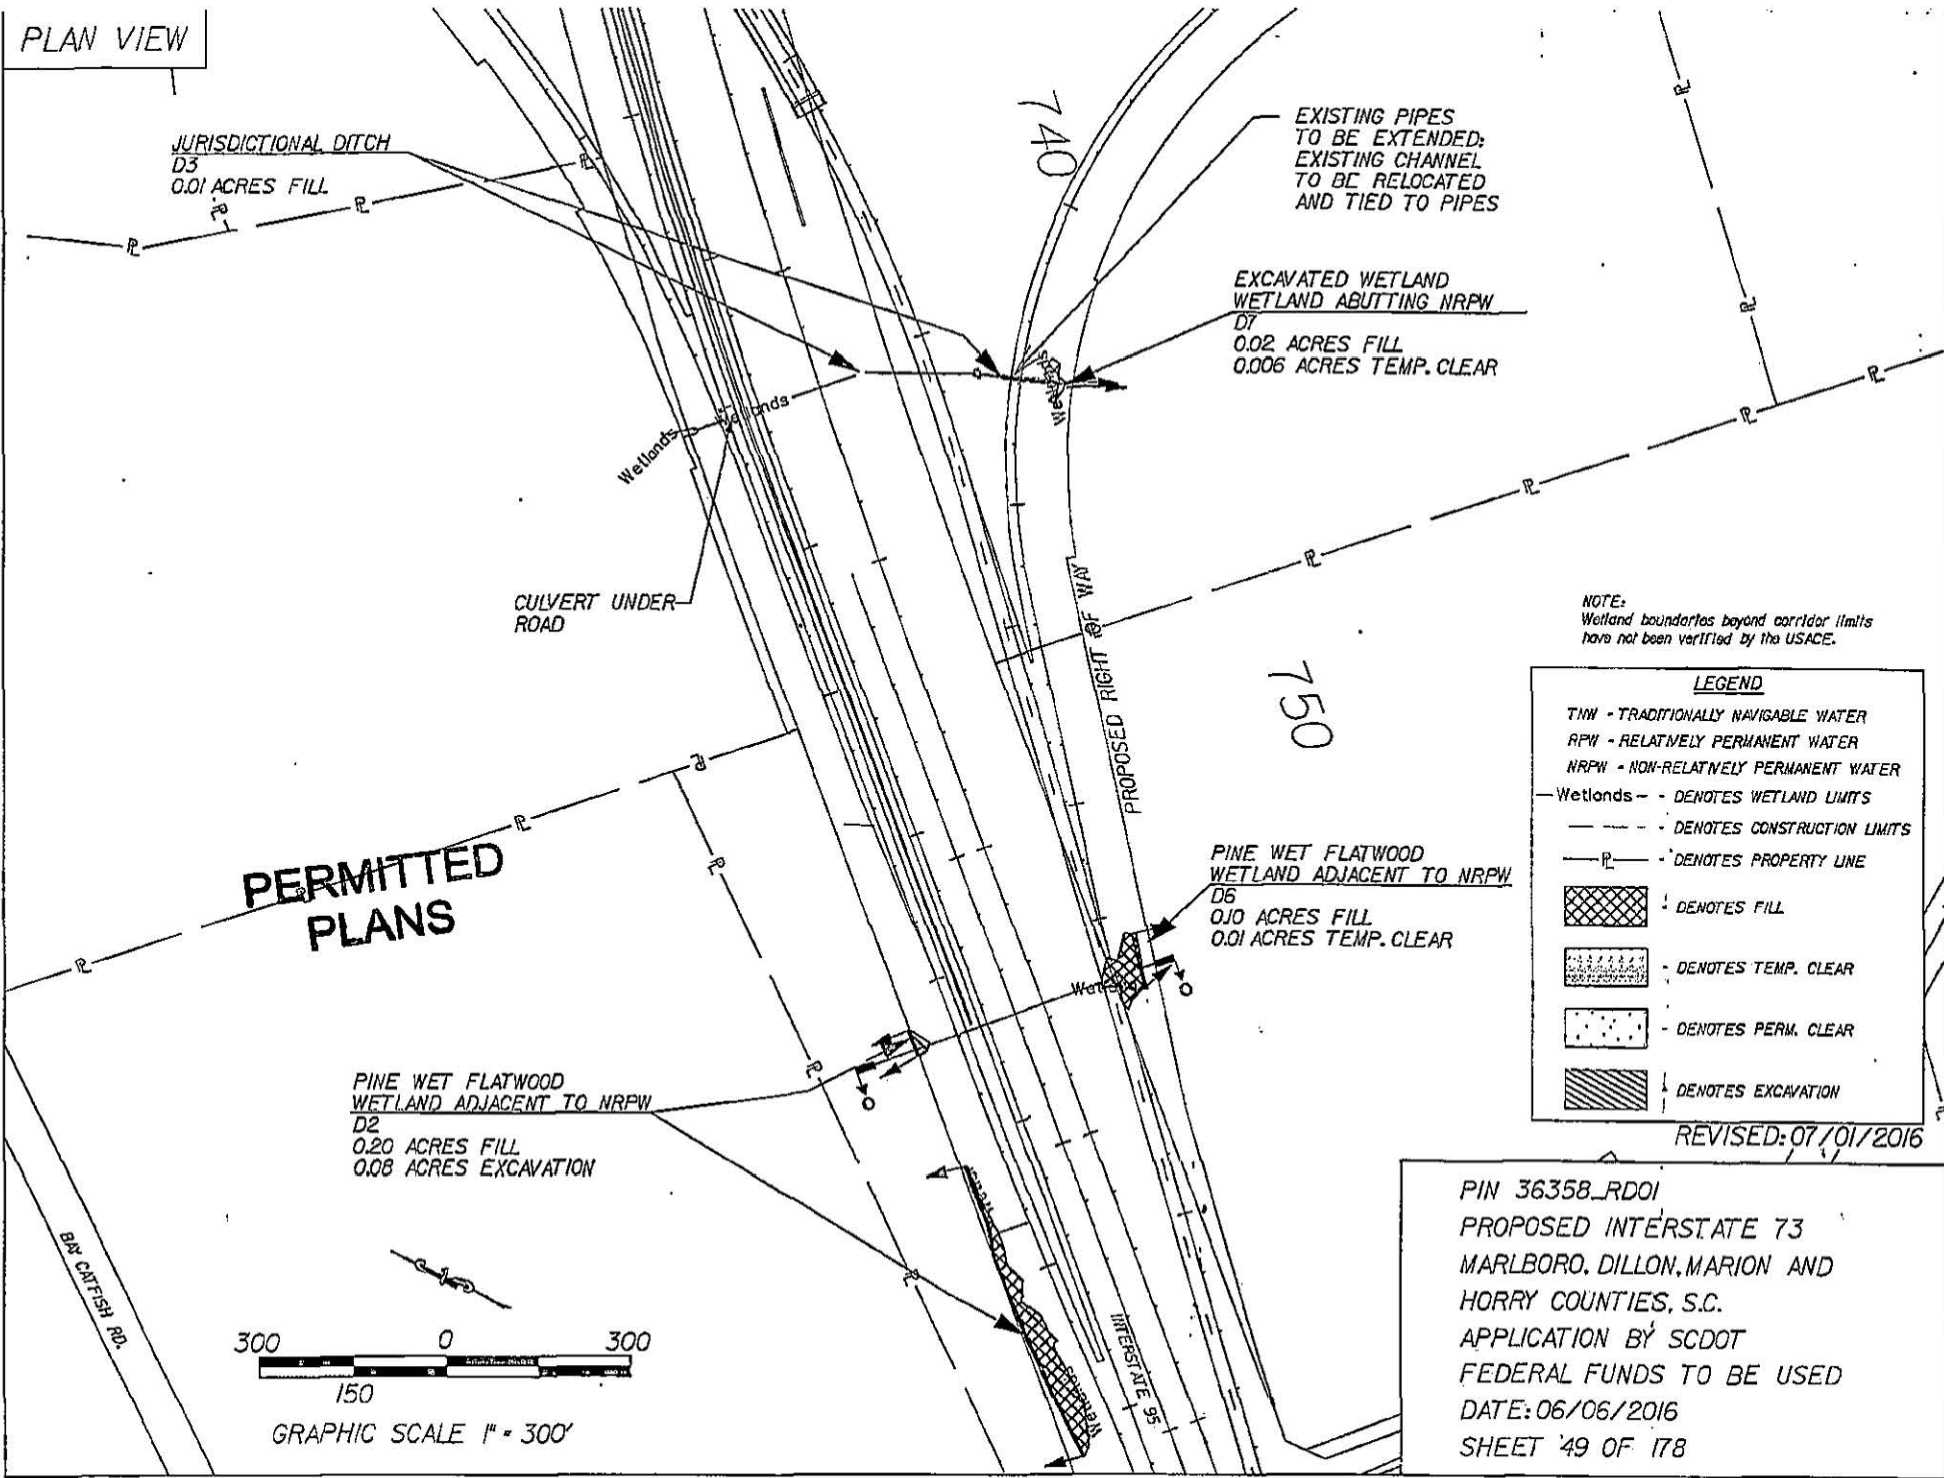 PLAN VIEW
JURISDICTIONAL DITCH
D3
0.01 ACRES FILL
740
EXISTING PIPES
TO BE EXTENDED;
EXISTING CHANNEL
TO BE RELOCATED
AND TIED TO PIPES
EXCAVATED WETLAND
WETLAND ABUTTING NRPW
D7
0.02 ACRES FILL
0.006 ACRES TEMP. CLEAR
Wetlands
Wetlands
Wetlands
CULVERT UNDER
ROAD
PROPOSED RIGHT OF WAY
750
NOTE:
Wetland boundaries beyond corridor limits
have not been verified by the USACE.
LEGEND
TNW - TRADITIONALLY NAVIGABLE WATER
RPW - RELATIVELY PERMANENT WATER
NRPW - NON-RELATIVELY PERMANENT WATER
Wetlands - DENOTES WETLAND LIMITS
- DENOTES CONSTRUCTION LIMITS
PL - DENOTES PROPERTY LINE
- DENOTES FILL
- DENOTES TEMP. CLEAR
- DENOTES PERM. CLEAR
- DENOTES EXCAVATION
REVISED: 07/01/2016
PERMITTED
PLANS
PINE WET FLATWOOD
WETLAND ADJACENT TO NRPW
D6
0.10 ACRES FILL
0.01 ACRES TEMP. CLEAR
PINE WET FLATWOOD
WETLAND ADJACENT TO NRPW
D2
0.20 ACRES FILL
0.08 ACRES EXCAVATION
BAY CATFISH RD.
INTERSTATE 95
Wetlands
300 0 300
150
GRAPHIC SCALE 1" = 300'
PIN 36358_RD01
PROPOSED INTERSTATE 73
MARLBORO, DILLON, MARION AND
HORRY COUNTIES, S.C.
APPLICATION BY SCDOT
FEDERAL FUNDS TO BE USED
DATE: 06/06/2016
SHEET 49 OF 178